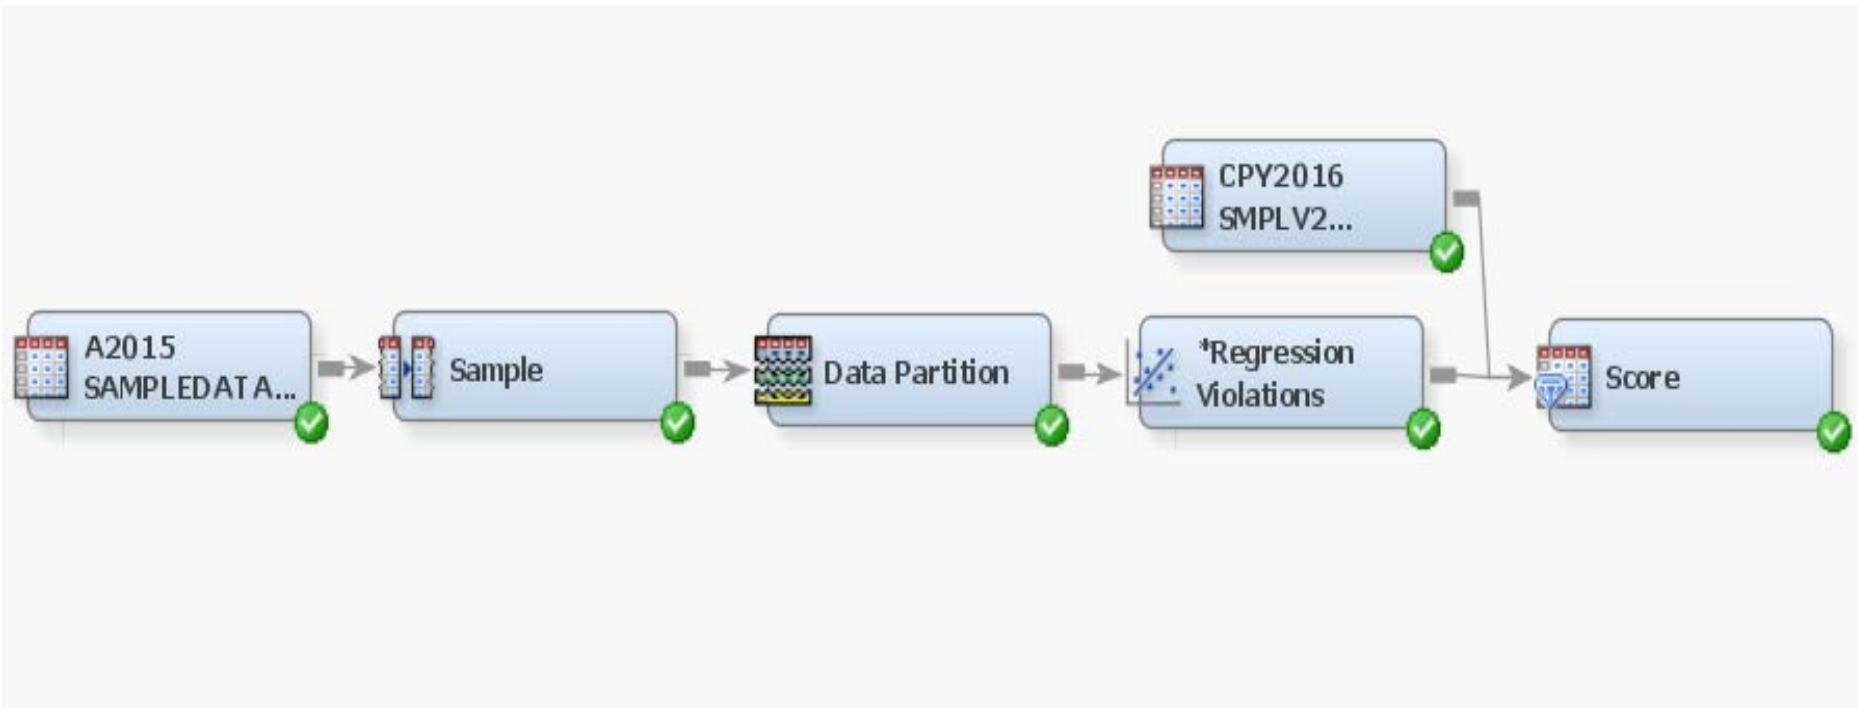 CPY2016
SMPLV2...
A2015
SAMPLEDATA...
Sample
Data Partition
*Regression
Violations
Score